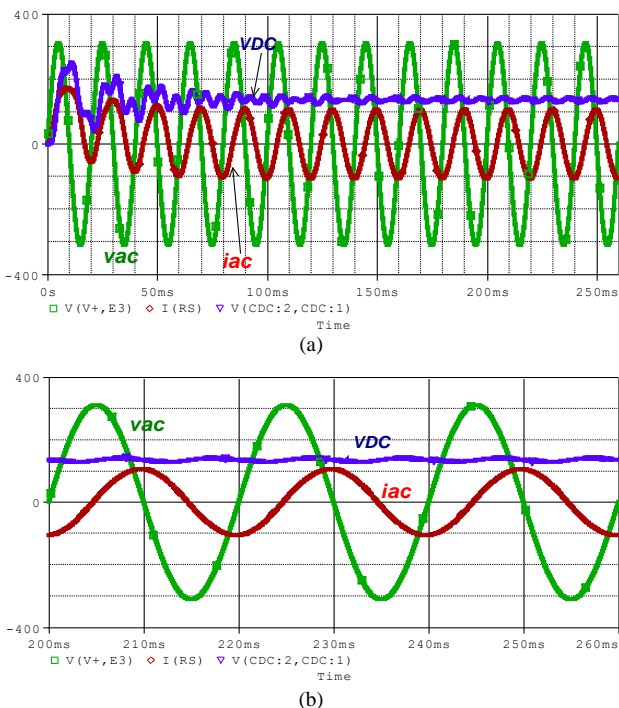 400
VDC
0
vac
iac
-400
0s 50ms 100ms 150ms 200ms 250ms
V(V+,E3) I(RS) V(CDC:2,CDC:1)
Time
(a)
400
vac
VDC
iac
0
-400
200ms 210ms 220ms 230ms 240ms 250ms 260ms
V(V+,E3) I(RS) V(CDC:2,CDC:1)
Time
(b)